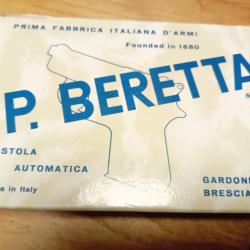 PRIMA FABBRICA ITALIANA D'ARMI
Founded in 1680
P. BERETTA
S
STOLA
AUTOMATICA
GARDONE
e in Italy
BRESCIA